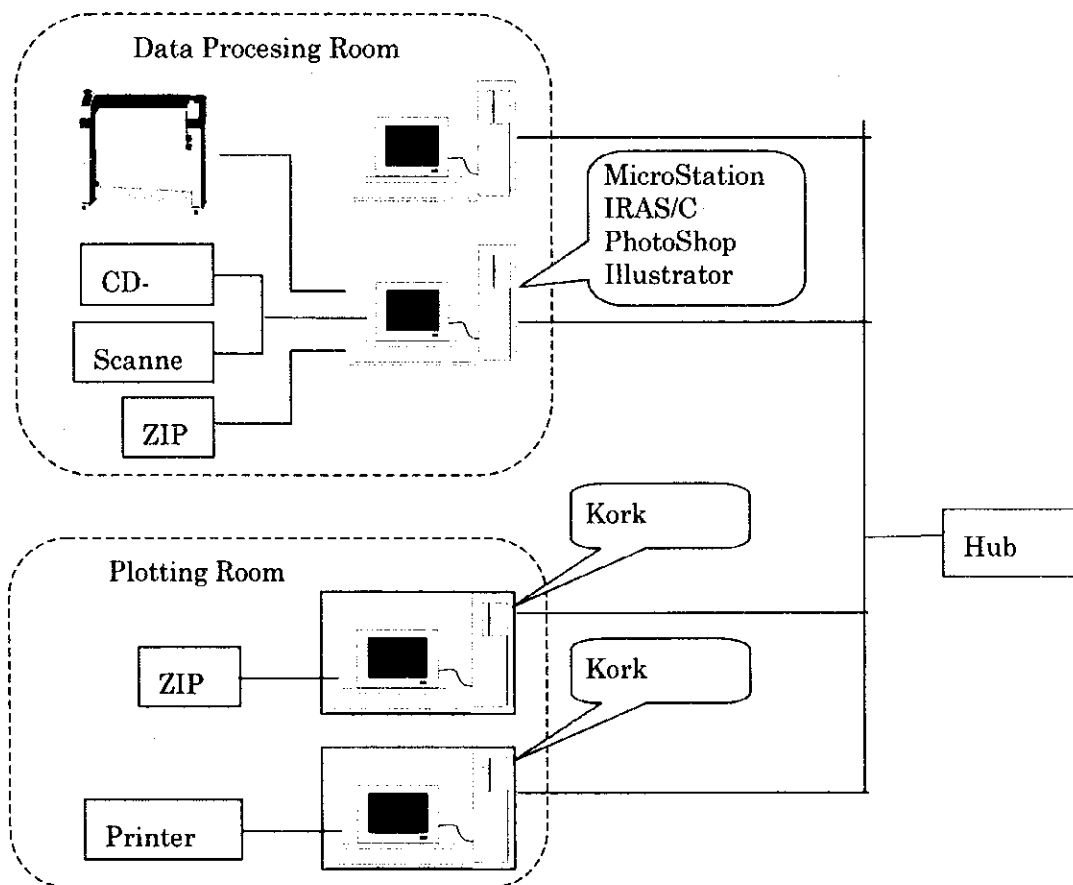 Data Procesing Room
MicroStation
IRAS/C
PhotoShop
Illustrator
CD-
Scanne
ZIP
Kork
Plotting Room
Hub
ZIP
Kork
Printer